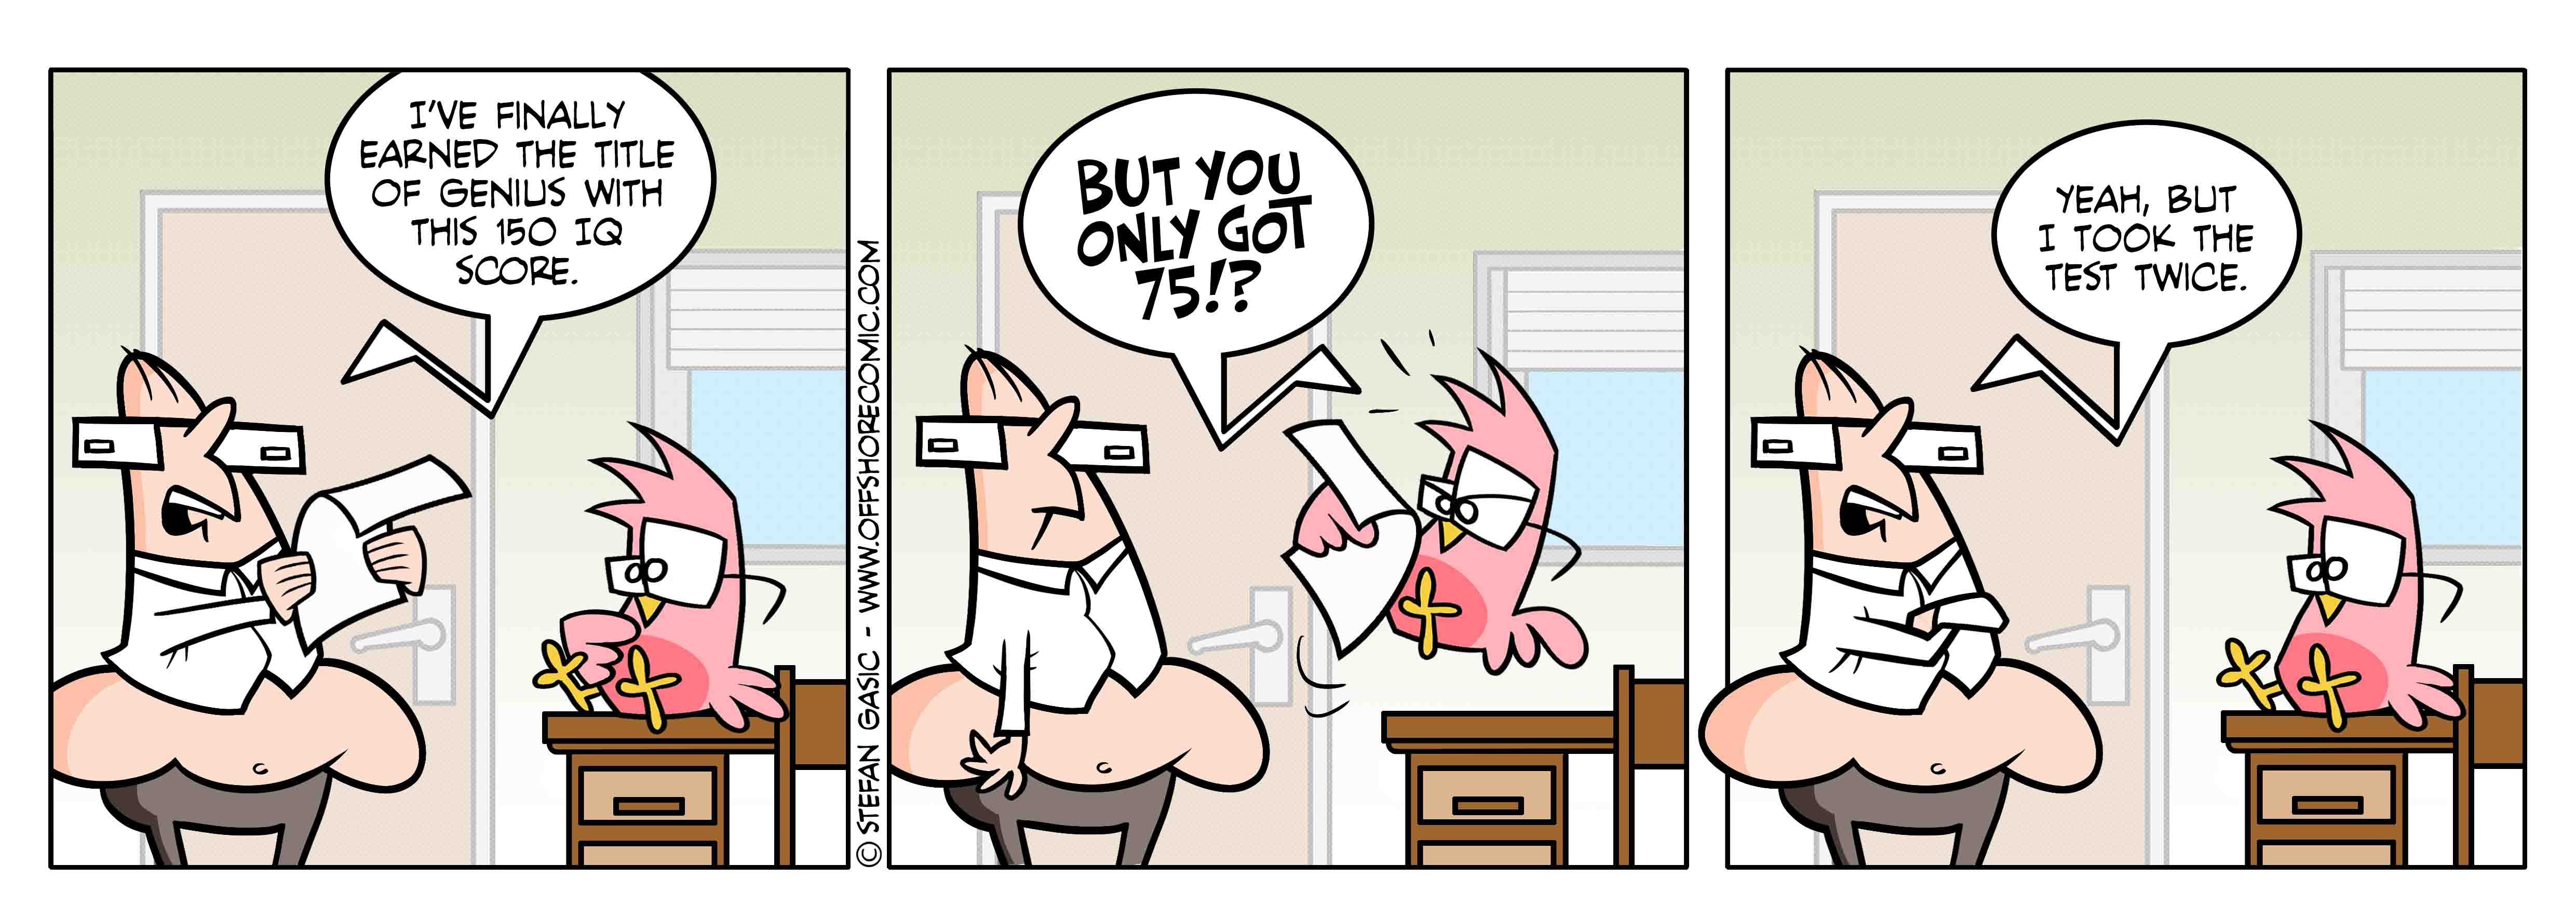 I'VE FINALLY
EARNED THE TITLE
OF GENIUS WITH
THIS 150 IQ
SCORE.
© STEFAN GASIC - WWW.OFFSHORECOMIC.COM
BUT YOU
ONLY GOT
75!?
YEAH, BUT
I TOOK THE
TEST TWICE.